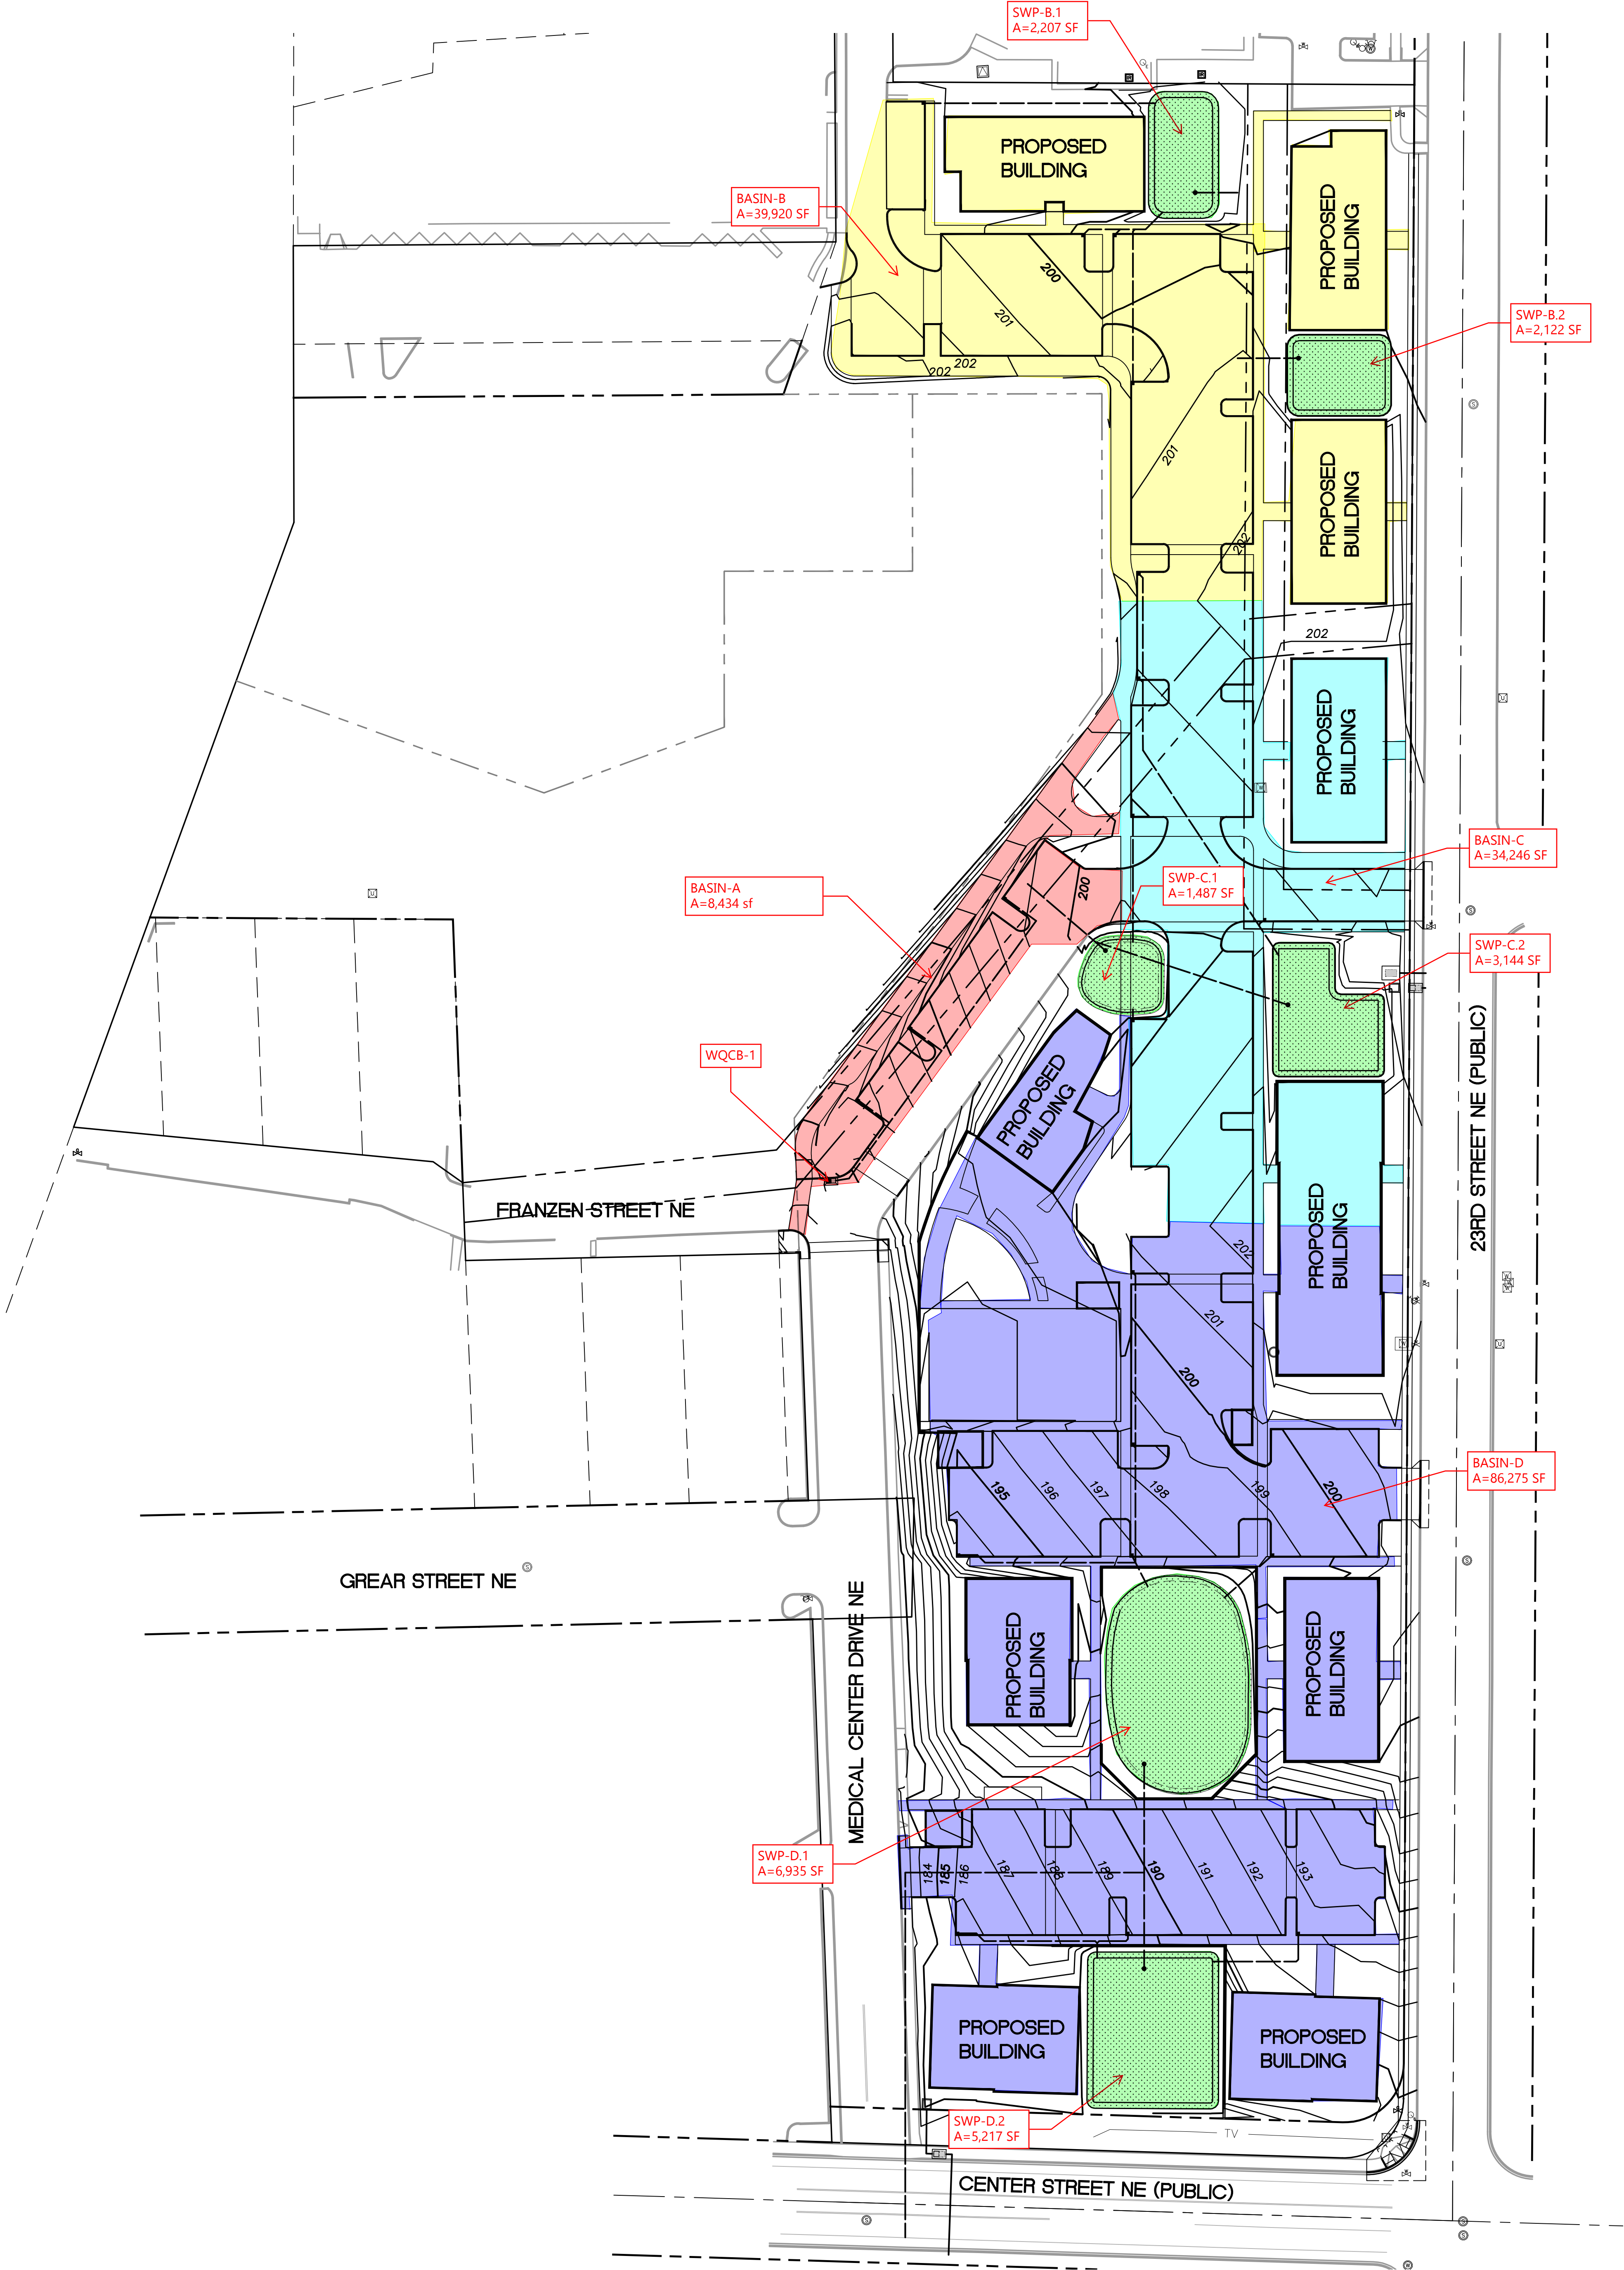 SWP-B.1
A=2,207 SF
PROPOSED
BUILDING
BASIN-B
A=39,920 SF
PROPOSED
BUILDING
200
201
SWP-B.2
A=2,122 SF
202
202
201
PROPOSED
BUILDING
202
202
PROPOSED
BUILDING
BASIN-C
A=34,246 SF
SWP-C.1
A=1,487 SF
BASIN-A
A=8,434 sf
200
SWP-C.2
A=3,144 SF
WQCB-1
PROPOSED
BUILDING
23RD STREET NE (PUBLIC)
FRANZEN STREET NE
PROPOSED
BUILDING
202
201
200
BASIN-D
A=86,275 SF
195
196
197
198
199
200
GREAR STREET NE
MEDICAL CENTER DRIVE NE
PROPOSED
BUILDING
PROPOSED
BUILDING
SWP-D.1
A=6,935 SF
184
185
186
187
188
189
190
191
192
193
PROPOSED
BUILDING
PROPOSED
BUILDING
SWP-D.2
A=5,217 SF
TV
CENTER STREET NE (PUBLIC)